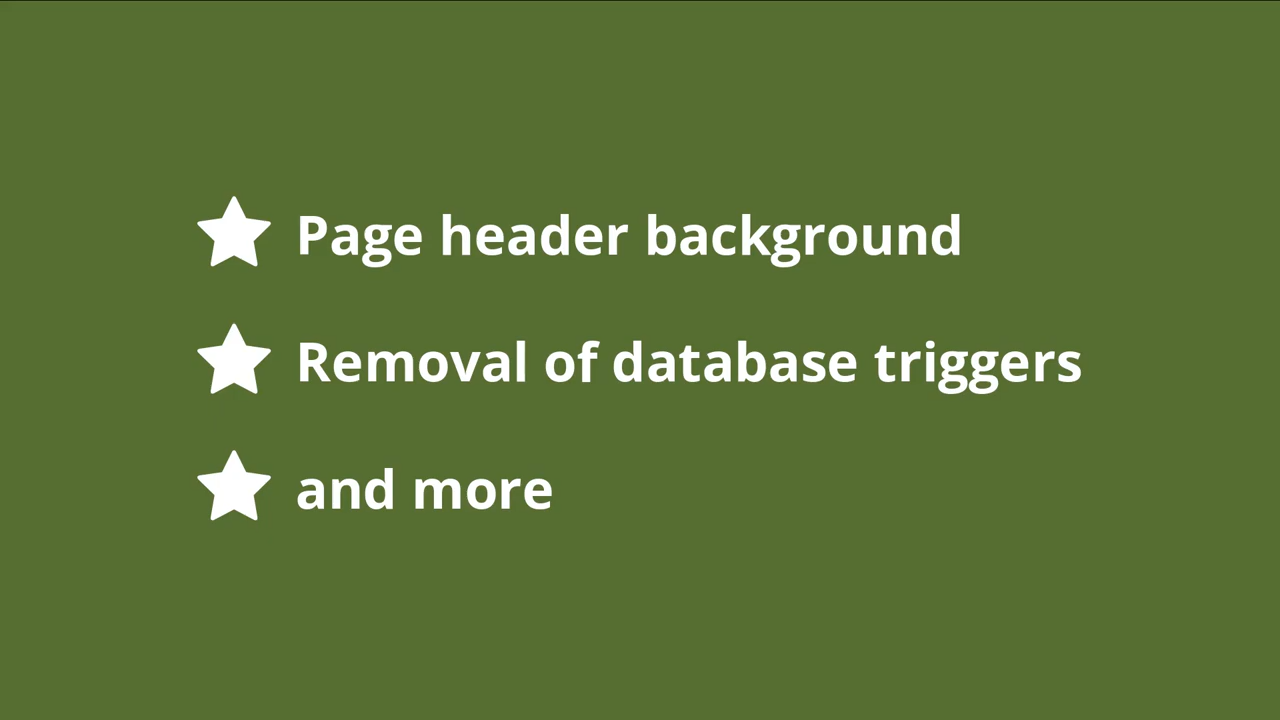 Page header background
Removal of database triggers
and more